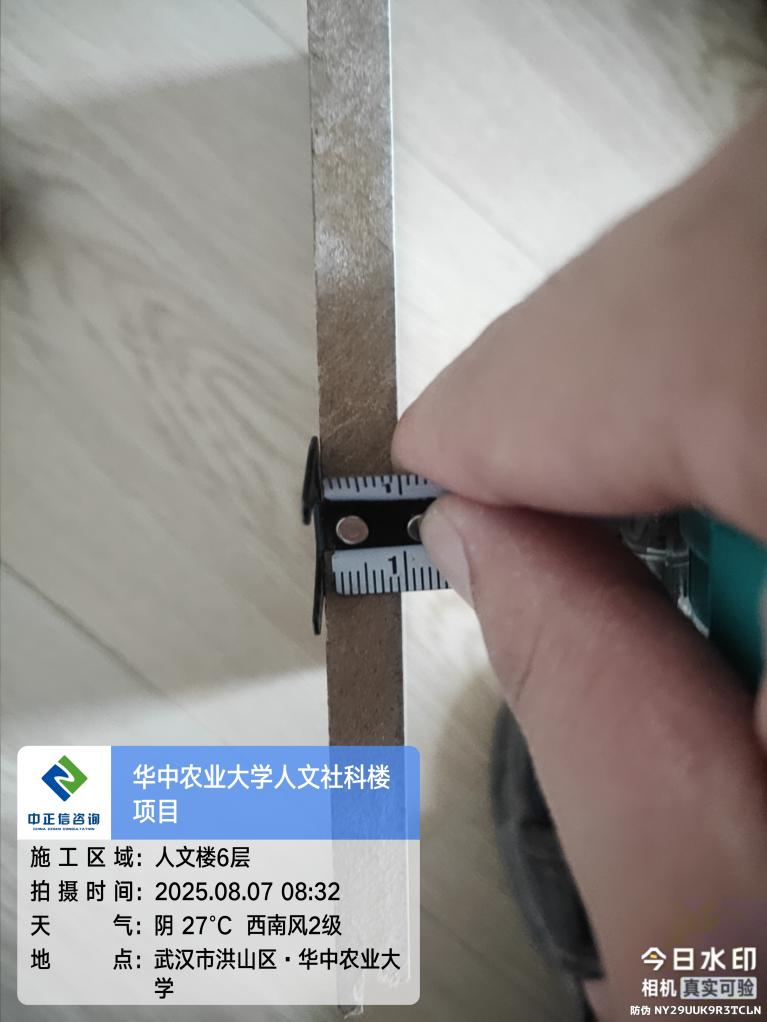 1
1
中正信咨询
华中农业大学人文社科楼
项目
施工区域：人文楼6层
拍摄时间：2025.08.07 08:32
天气：阴 27°C 西南风2级
地点：武汉市洪山区·华中农业大
学
今日水印
相机 真实可验
防伪 NY29UUK9R3TCLN